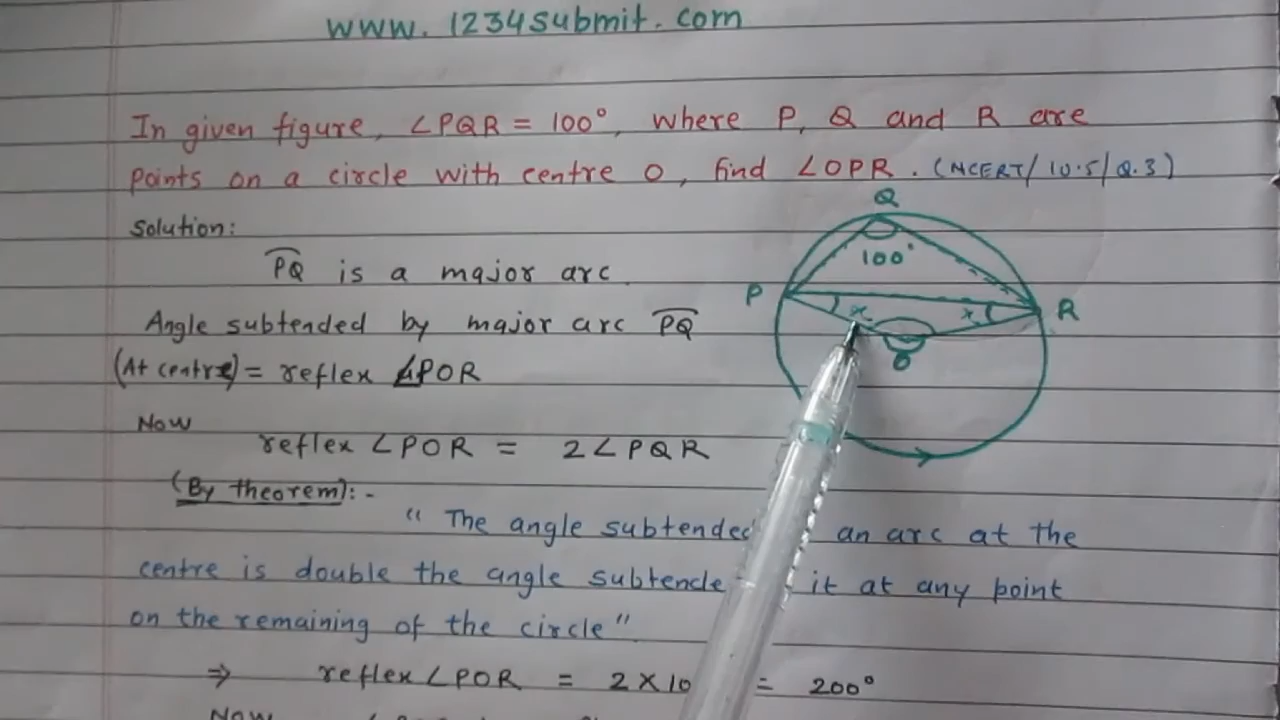 www. 1234submit. com
In given figure, ∠PQR = 100°, where P, Q and R are
points on a circle with centre O, find ∠OPR. (NCERT/10.5/Q.3)
Solution:
PQ is a major arc
Angle subtended by major arc PQ
(At centre) = reflex ∠POR
Now
reflex ∠POR = 2∠PQR
(By theorem):-
"The angle subtended an arc at the
centre is double the angle subtende it at any point
on the remaining of the circle"
⇒ reflex ∠POR = 2×10 = 200°
Now
Q
100°
P
x
x
R
O